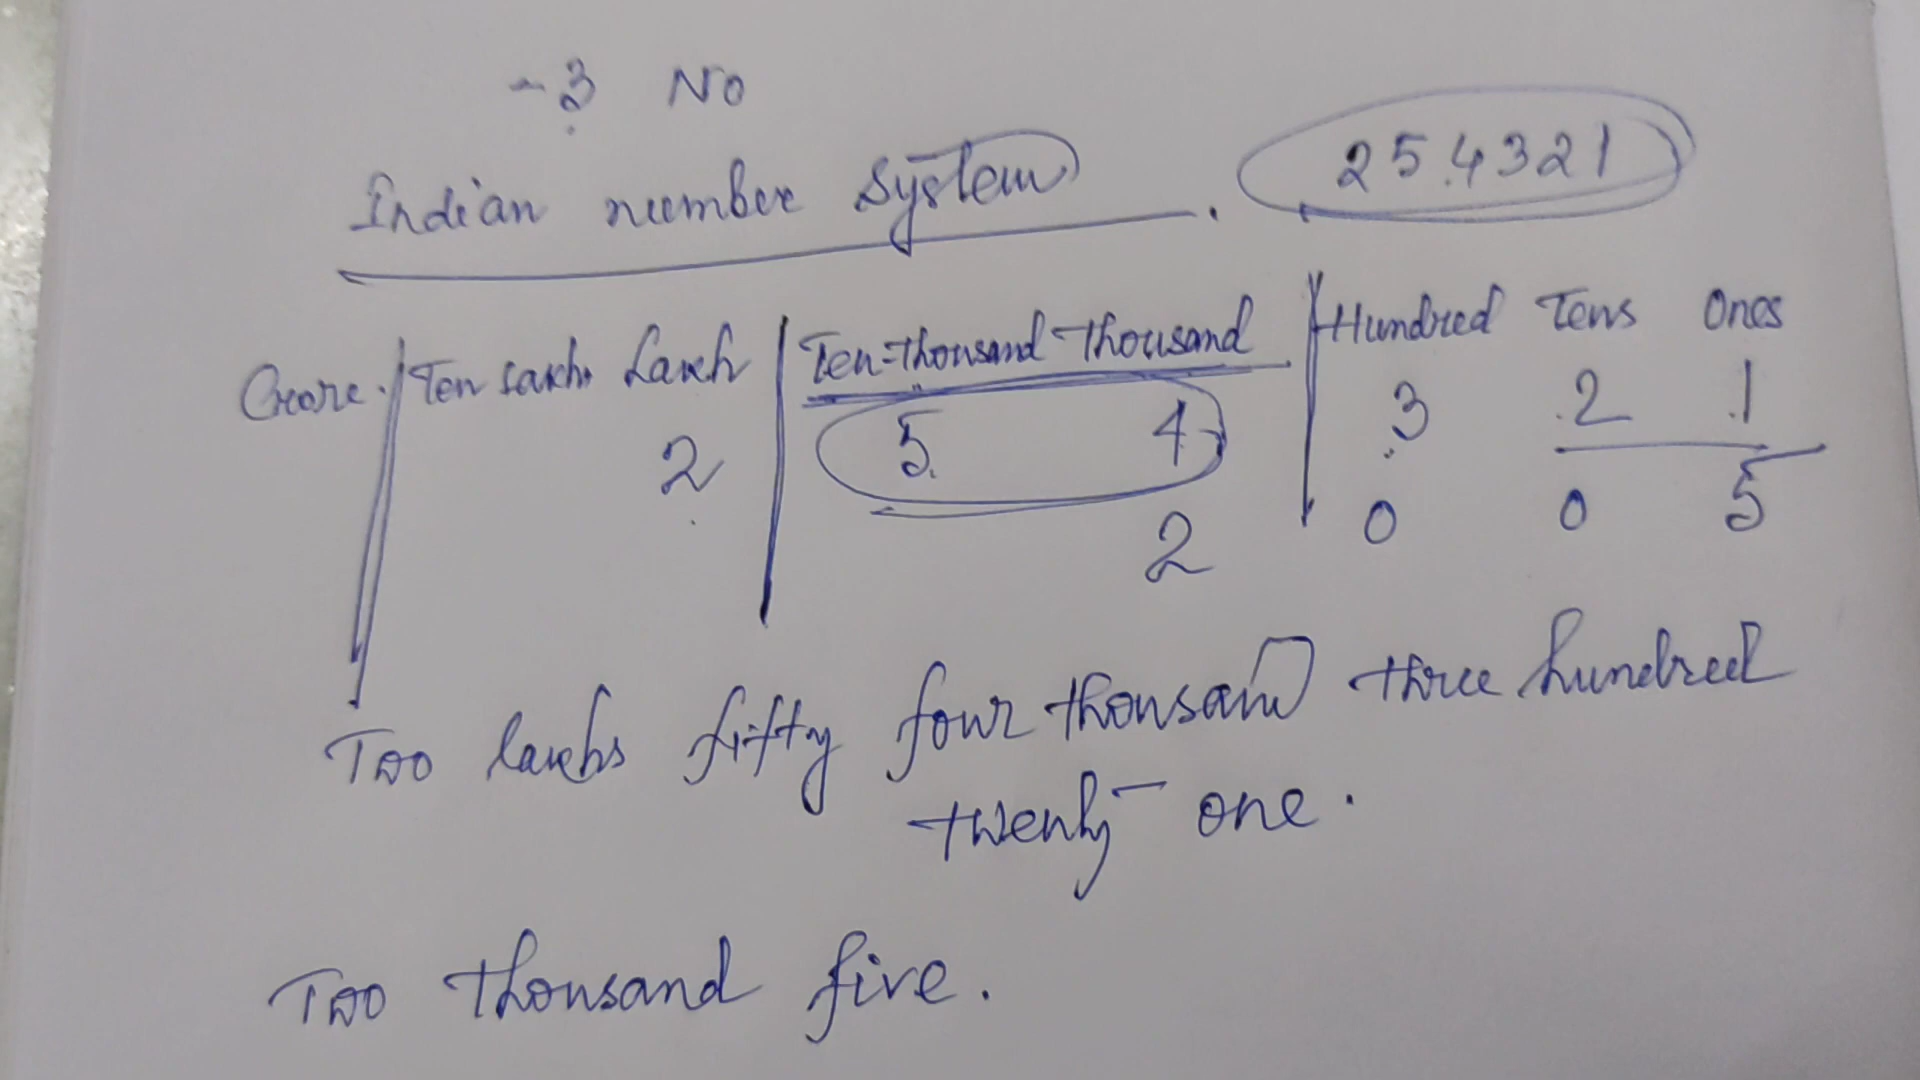 -3 No
Indian number System. 254321
Crore. Ten Lakh Lakh Ten-thousand thousand Hundred Tens Ones
2 5 4 3 2 1
2 0 0 5
Two lakhs fifty four thousand three hundred
twenty one.
Two thousand five.